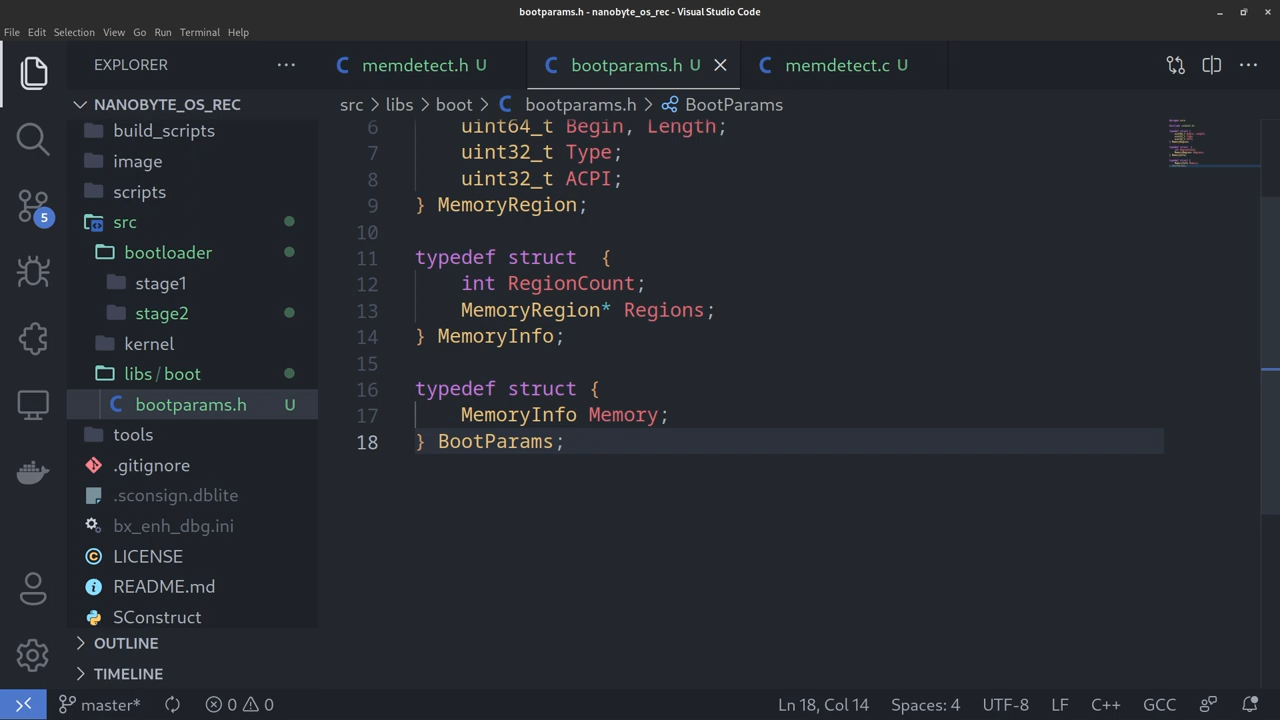 bootparams.h - nanobyte_os_rec - Visual Studio Code
File Edit Selection View Go Run Terminal Help
EXPLORER
NANOBYTE_OS_REC
build_scripts
image
scripts
src
bootloader
stage1
stage2
kernel
libs / boot
bootparams.h U
tools
.gitignore
.sconsign.dblite
bx_enh_dbg.ini
LICENSE
README.md
SConstruct
OUTLINE
TIMELINE
5
memdetect.h U
bootparams.h U
memdetect.c U
src > libs > boot > bootparams.h > BootParams
6 uint64_t Begin, Length;
7 uint32_t Type;
8 uint32_t ACPI;
9 } MemoryRegion;
10
11 typedef struct  {
12 int RegionCount;
13 MemoryRegion* Regions;
14 } MemoryInfo;
15
16 typedef struct {
17 MemoryInfo Memory;
18 } BootParams;
master* 0 0 Ln 18, Col 14 Spaces: 4 UTF-8 LF C++ GCC